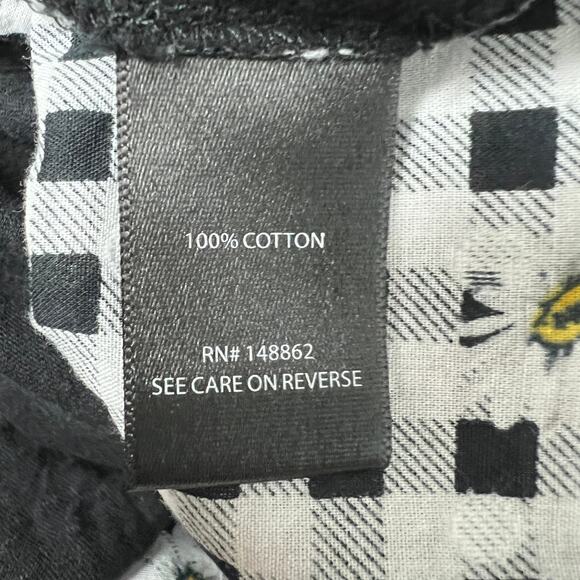 100% COTTON
RN# 148862
SEE CARE ON REVERSE